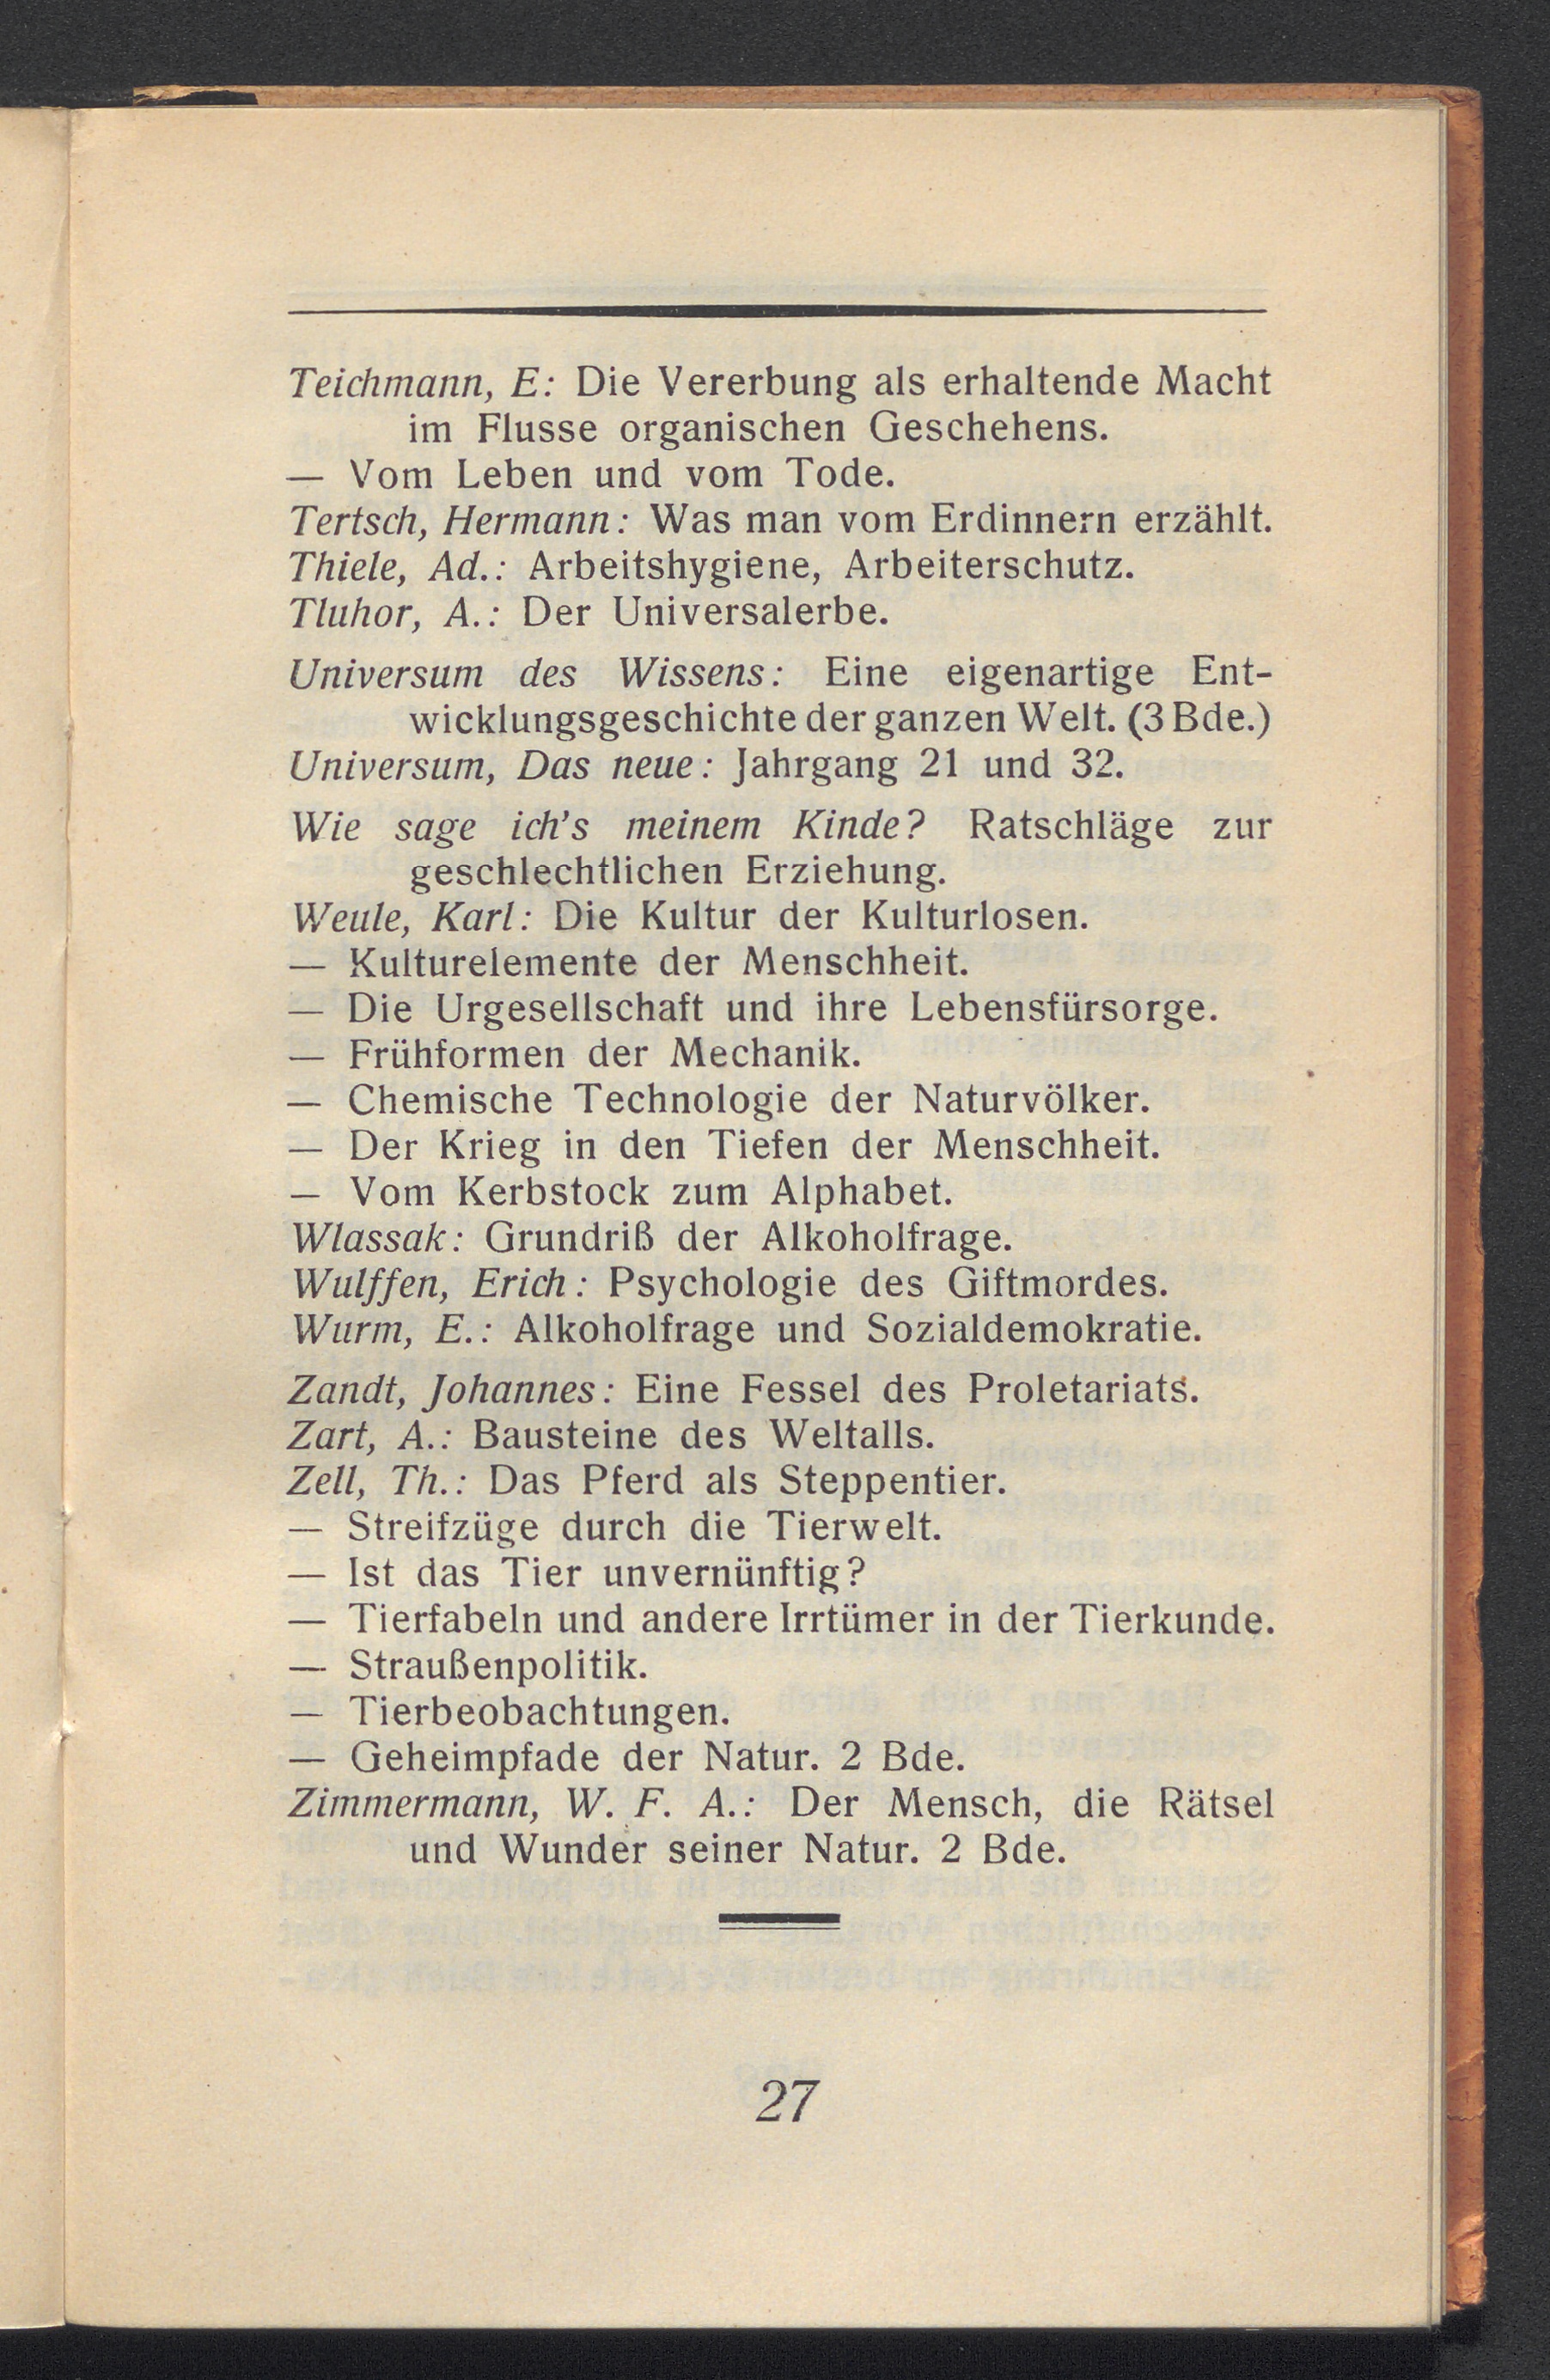 Teichmann, E: Die Vererbung als erhaltende Macht
im Flusse organischen Geschehens.
— Vom Leben und vom Tode.
Tertsch, Hermann: Was man vom Erdinnern erzählt.
Thiele, Ad.: Arbeitshygiene, Arbeiterschutz.
Tluhor, A.: Der Universalerbe.
Universum des Wissens: Eine eigenartige Ent-
wicklungsgeschichte der ganzen Welt. (3 Bde.)
Universum, Das neue: Jahrgang 21 und 32.
Wie sage ich's meinem Kinde? Ratschläge zur
geschlechtlichen Erziehung.
Weule, Karl: Die Kultur der Kulturlosen.
— Kulturelemente der Menschheit.
— Die Urgesellschaft und ihre Lebensfürsorge.
— Frühformen der Mechanik.
— Chemische Technologie der Naturvölker.
— Der Krieg in den Tiefen der Menschheit.
— Vom Kerbstock zum Alphabet.
Wlassak: Grundriß der Alkoholfrage.
Wulffen, Erich: Psychologie des Giftmordes.
Wurm, E.: Alkoholfrage und Sozialdemokratie.
Zandt, Johannes: Eine Fessel des Proletariats.
Zart, A.: Bausteine des Weltalls.
Zell, Th.: Das Pferd als Steppentier.
— Streifzüge durch die Tierwelt.
— Ist das Tier unvernünftig?
— Tierfabeln und andere Irrtümer in der Tierkunde.
— Straußenpolitik.
— Tierbeobachtungen.
— Geheimpfade der Natur. 2 Bde.
Zimmermann, W. F. A.: Der Mensch, die Rätsel
und Wunder seiner Natur. 2 Bde.
27